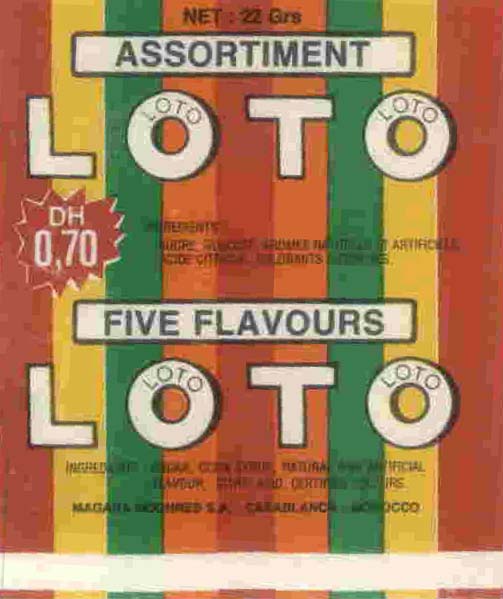 NET : 22 Grs
ASSORTIMENT
LOTO
LOTO LOTO
DH
0,70
INGREDIENTS :
SUCRE, GLUCOSE, AROMES NATURELS ET ARTIFICIELS,
ACIDE CITRIQUE, COLORANTS
FIVE FLAVOURS
LOTO
LOTO LOTO
INGREDIENTS : SUGAR, CORN SYRUP, NATURAL AND ARTIFICIAL
FLAVOUR, CITRIC ACID, CERTIFIED COLOURS.
MAGHRES S.A. CASABLANCA - MOROCCO